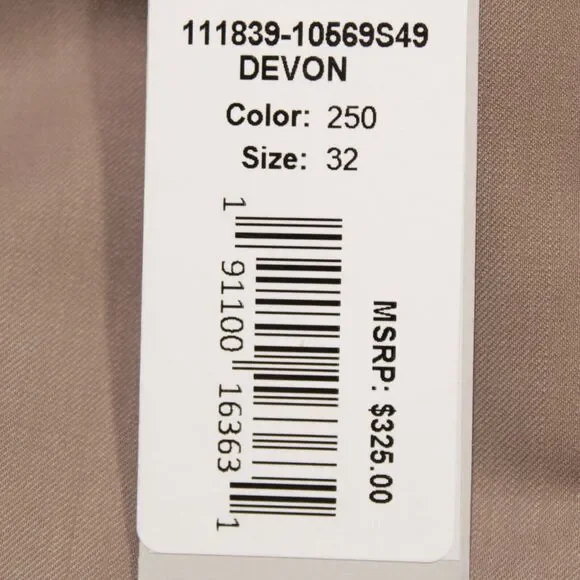 111839-10569S49
DEVON
Color: 250
Size: 32
1 91100 16363 1
MSRP: $325.00